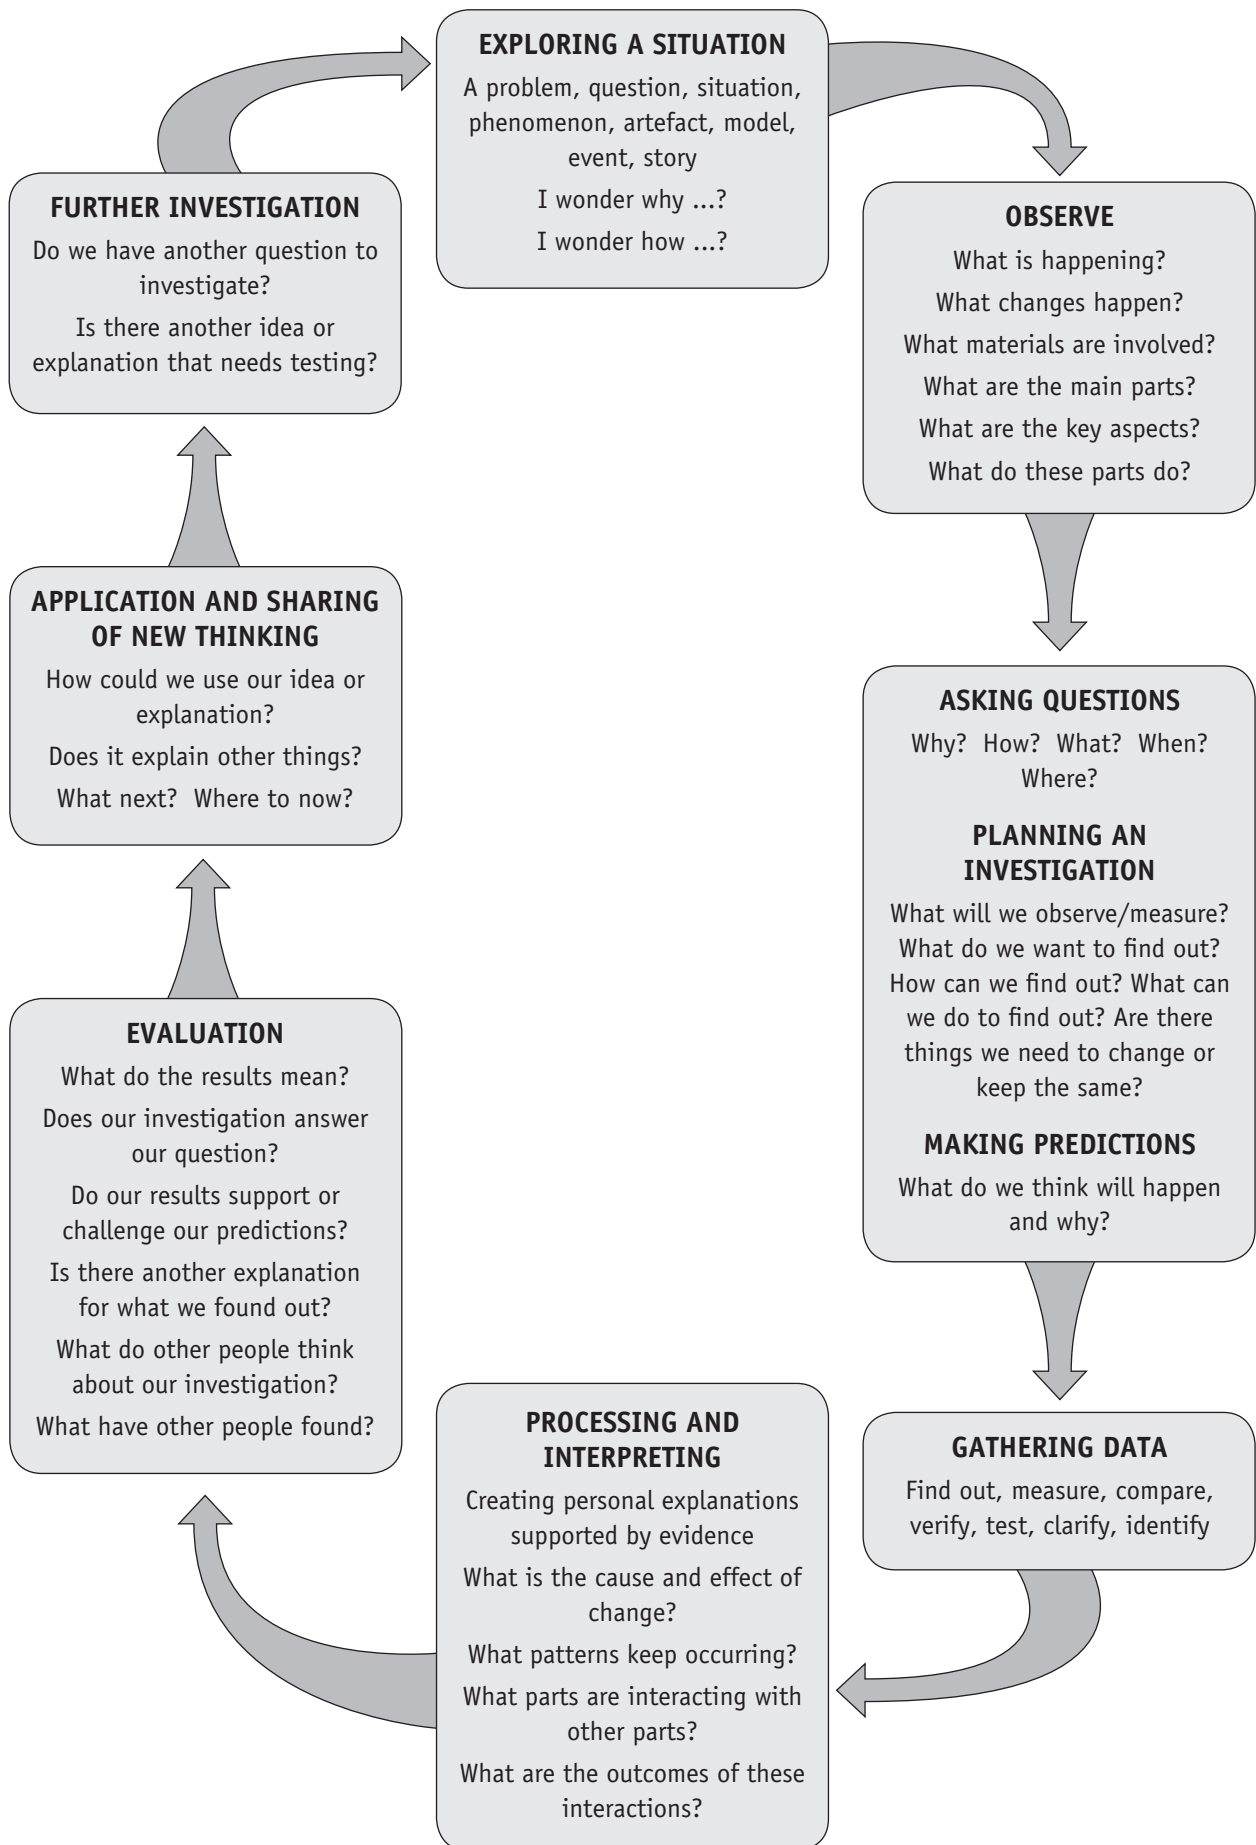 EXPLORING A SITUATION
A problem, question, situation,
phenomenon, artefact, model,
event, story
I wonder why ...?
I wonder how ...?
OBSERVE
What is happening?
What changes happen?
What materials are involved?
What are the main parts?
What are the key aspects?
What do these parts do?
ASKING QUESTIONS
Why? How? What? When?
Where?
PLANNING AN
INVESTIGATION
What will we observe/measure?
What do we want to find out?
How can we find out? What can
we do to find out? Are there
things we need to change or
keep the same?
MAKING PREDICTIONS
What do we think will happen
and why?
GATHERING DATA
Find out, measure, compare,
verify, test, clarify, identify
PROCESSING AND
INTERPRETING
Creating personal explanations
supported by evidence
What is the cause and effect of
change?
What patterns keep occurring?
What parts are interacting with
other parts?
What are the outcomes of these
interactions?
EVALUATION
What do the results mean?
Does our investigation answer
our question?
Do our results support or
challenge our predictions?
Is there another explanation
for what we found out?
What do other people think
about our investigation?
What have other people found?
APPLICATION AND SHARING
OF NEW THINKING
How could we use our idea or
explanation?
Does it explain other things?
What next? Where to now?
FURTHER INVESTIGATION
Do we have another question to
investigate?
Is there another idea or
explanation that needs testing?